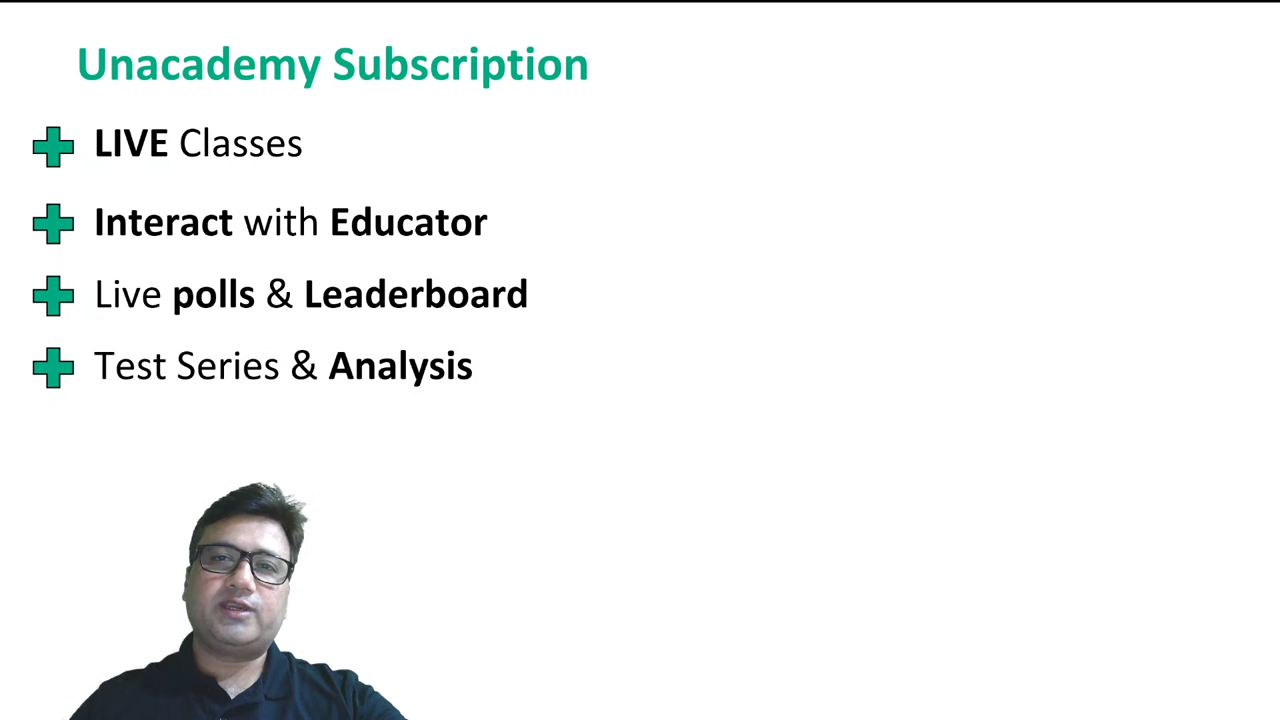 Unacademy Subscription
LIVE Classes
Interact with Educator
Live polls & Leaderboard
Test Series & Analysis